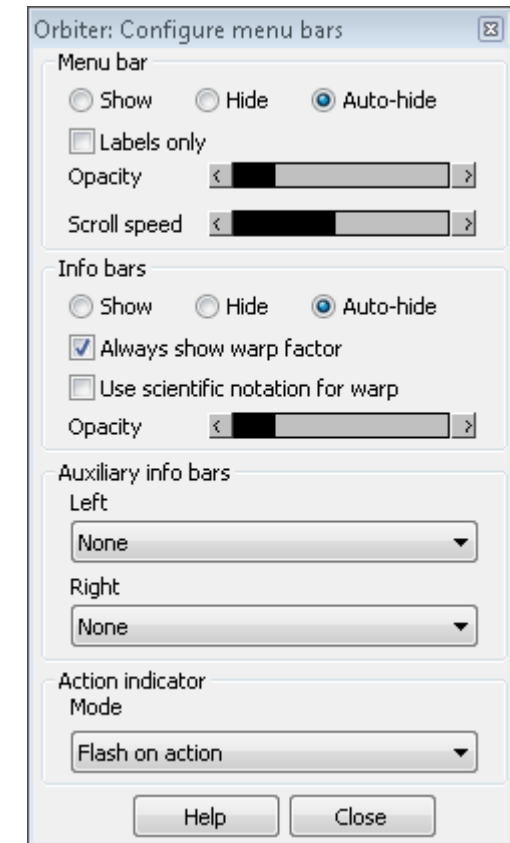 Orbiter: Configure menu bars
Menu bar
Show Hide Auto-hide
Labels only
Opacity
Scroll speed
Info bars
Show Hide Auto-hide
Always show warp factor
Use scientific notation for warp
Opacity
Auxiliary info bars
Left
None
Right
None
Action indicator
Mode
Flash on action
Help Close